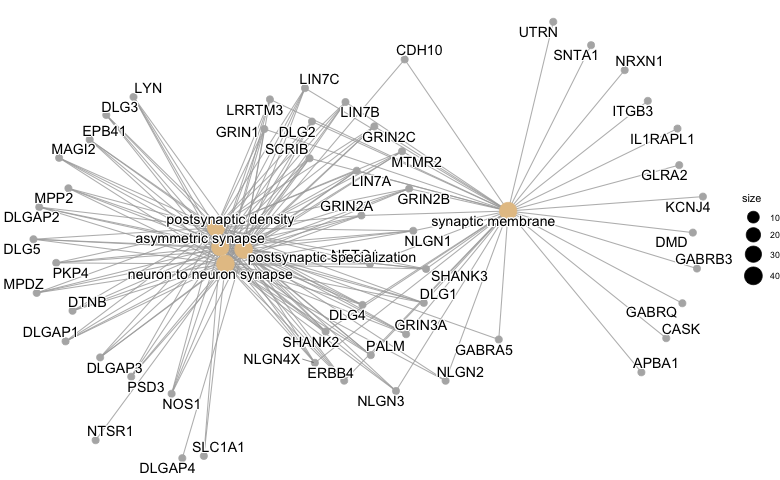 UTRN
SNTA1
CDH10
NRXN1
LIN7C
LYN
LRRTM3
LIN7B
ITGB3
DLG3
EPB41
GRIN1
DLG2
GRIN2C
IL1RAPL1
MAGI2
SCRIB
MTMR2
GLRA2
LIN7A
MPP2
GRIN2B
KCNJ4
size
DLGAP2
GRIN2A
10
postsynaptic density
synaptic membrane
20
asymmetric synapse
NLGN1
DMD
DLG5
postsynaptic specialization
30
GABRB3
PKP4
neuron to neuron synapse
SHANK3
40
MPDZ
DTNB
DLG1
DLG4
GABRQ
GRIN3A
DLGAP1
CASK
SHANK2
PALM
GABRA5
NLGN4X
APBA1
DLGAP3
ERBB4
NLGN2
PSD3
NOS1
NLGN3
NTSR1
SLC1A1
DLGAP4